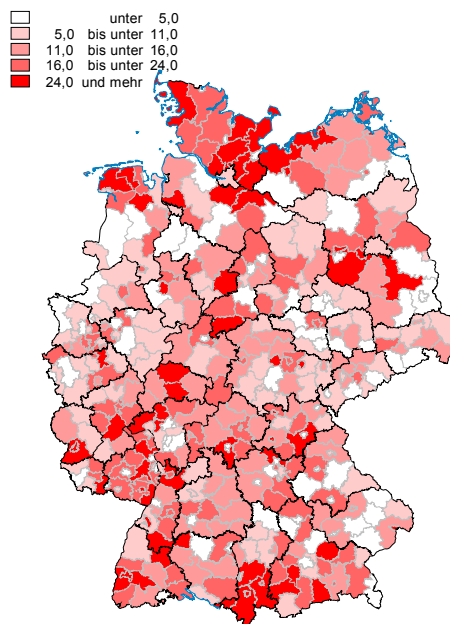 unter 5,0
5,0 bis unter 11,0
11,0 bis unter 16,0
16,0 bis unter 24,0
24,0 und mehr